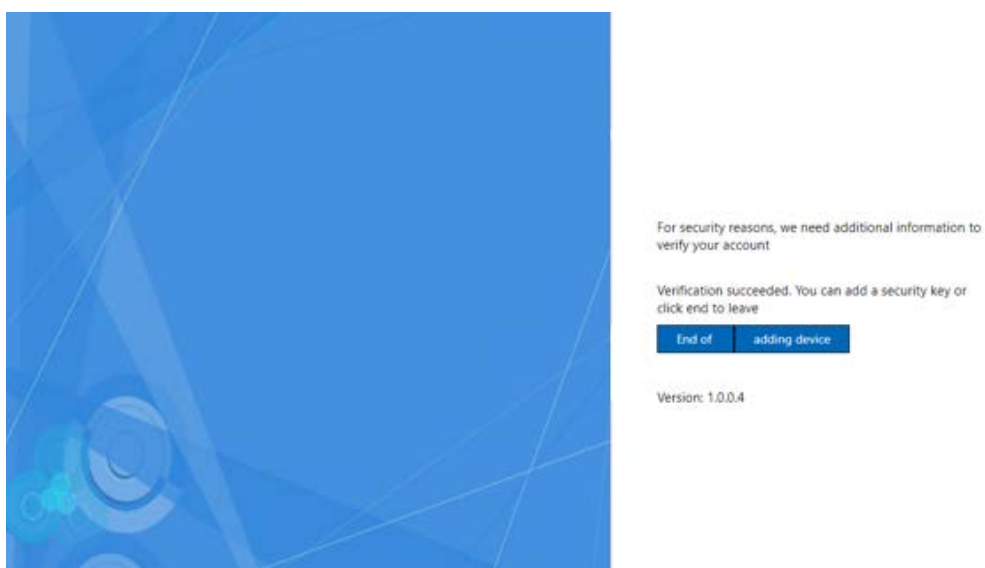 For security reasons, we need additional information to
verify your account
Verification succeeded. You can add a security key or
click end to leave
End of
adding device
Version: 1.0.0.4